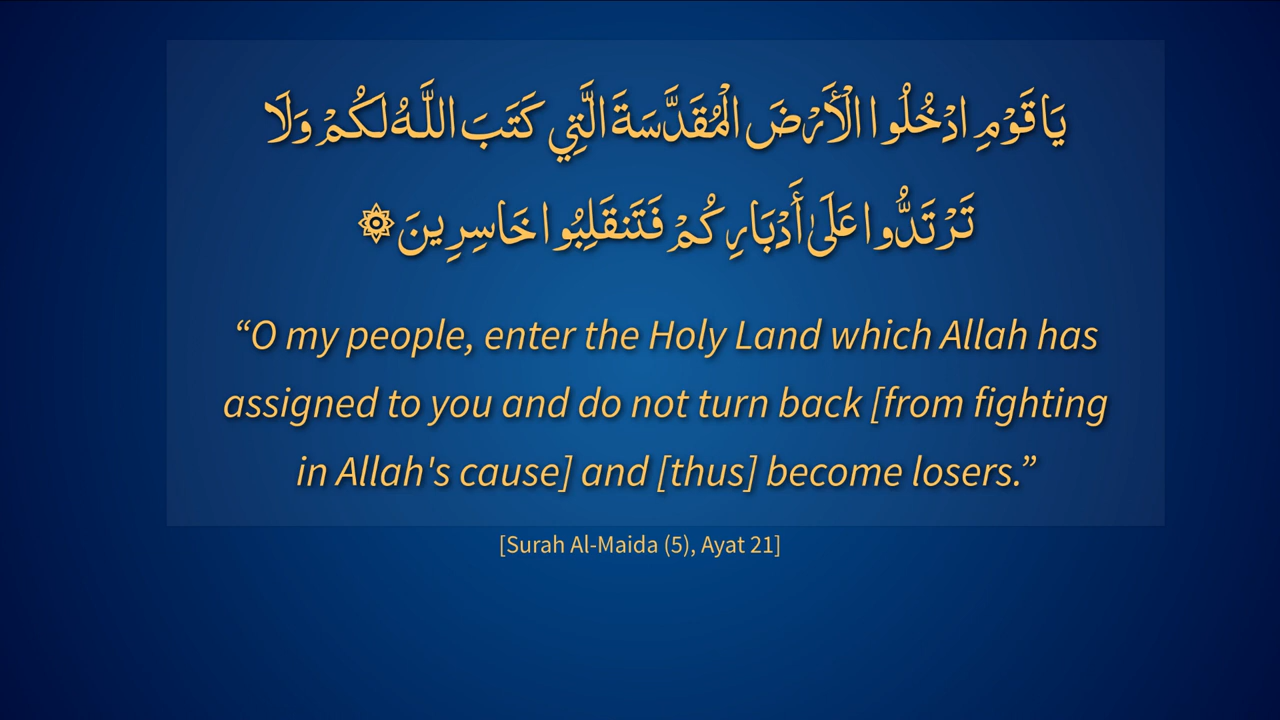 يَا قَوْمِ ادْخُلُوا الْأَرْضَ الْمُقَدَّسَةَ الَّتِي كَتَبَ اللَّهُ لَكُمْ وَلَا
تَرْتَدُّوا عَلَىٰ أَدْبَارِكُمْ فَتَنقَلِبُوا خَاسِرِينَ ۞
“O my people, enter the Holy Land which Allah has
assigned to you and do not turn back [from fighting
in Allah's cause] and [thus] become losers.”
[Surah Al-Maida (5), Ayat 21]